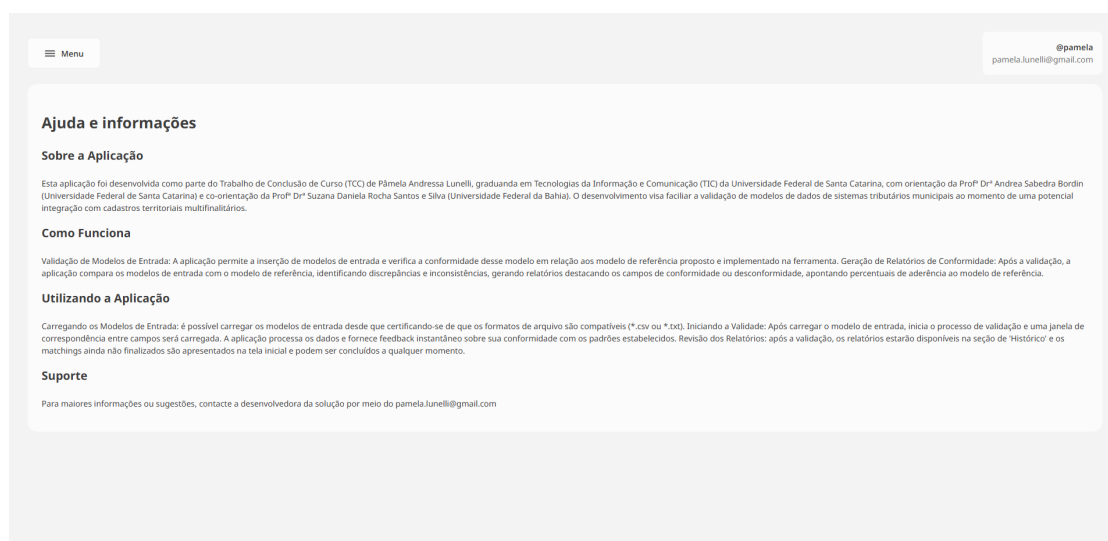 Menu
@pamela
pamela.lunelli@gmail.com
Ajuda e informações
Sobre a Aplicação
Esta aplicação foi desenvolvida como parte do Trabalho de Conclusão de Curso (TCC) de Pâmela Andressa Lunelli, graduanda em Tecnologias da Informação e Comunicação (TIC) da Universidade Federal de Santa Catarina, com orientação da Profª Drª Andrea Sabedra Bordin
(Universidade Federal de Santa Catarina) e co-orientação da Profª Drª Suzana Daniela Rocha Santos e Silva (Universidade Federal da Bahia). O desenvolvimento visa faciliar a validação de modelos de dados de sistemas tributários municipais ao momento de uma potencial
integração com cadastros territoriais multifinalitários.
Como Funciona
Validação de Modelos de Entrada: A aplicação permite a inserção de modelos de entrada e verifica a conformidade desse modelo em relação aos modelo de referência proposto e implementado na ferramenta. Geração de Relatórios de Conformidade: Após a validação, a
aplicação compara os modelos de entrada com o modelo de referência, identificando discrepâncias e inconsistências, gerando relatórios destacando os campos de conformidade ou desconformidade, apontando percentuais de aderência ao modelo de referência.
Utilizando a Aplicação
Carregando os Modelos de Entrada: é possível carregar os modelos de entrada desde que certificando-se de que os formatos de arquivo são compatíveis (*.csv ou *.txt). Iniciando a Validade: Após carregar o modelo de entrada, inicia o processo de validação e uma janela de
correspondência entre campos será carregada. A aplicação processa os dados e fornece feedback instantâneo sobre sua conformidade com os padrões estabelecidos. Revisão dos Relatórios: após a validação, os relatórios estarão disponíveis na seção de 'Histórico' e os
matchings ainda não finalizados são apresentados na tela inicial e podem ser concluídos a qualquer momento.
Suporte
Para maiores informações ou sugestões, contacte a desenvolvedora da solução por meio do pamela.lunelli@gmail.com